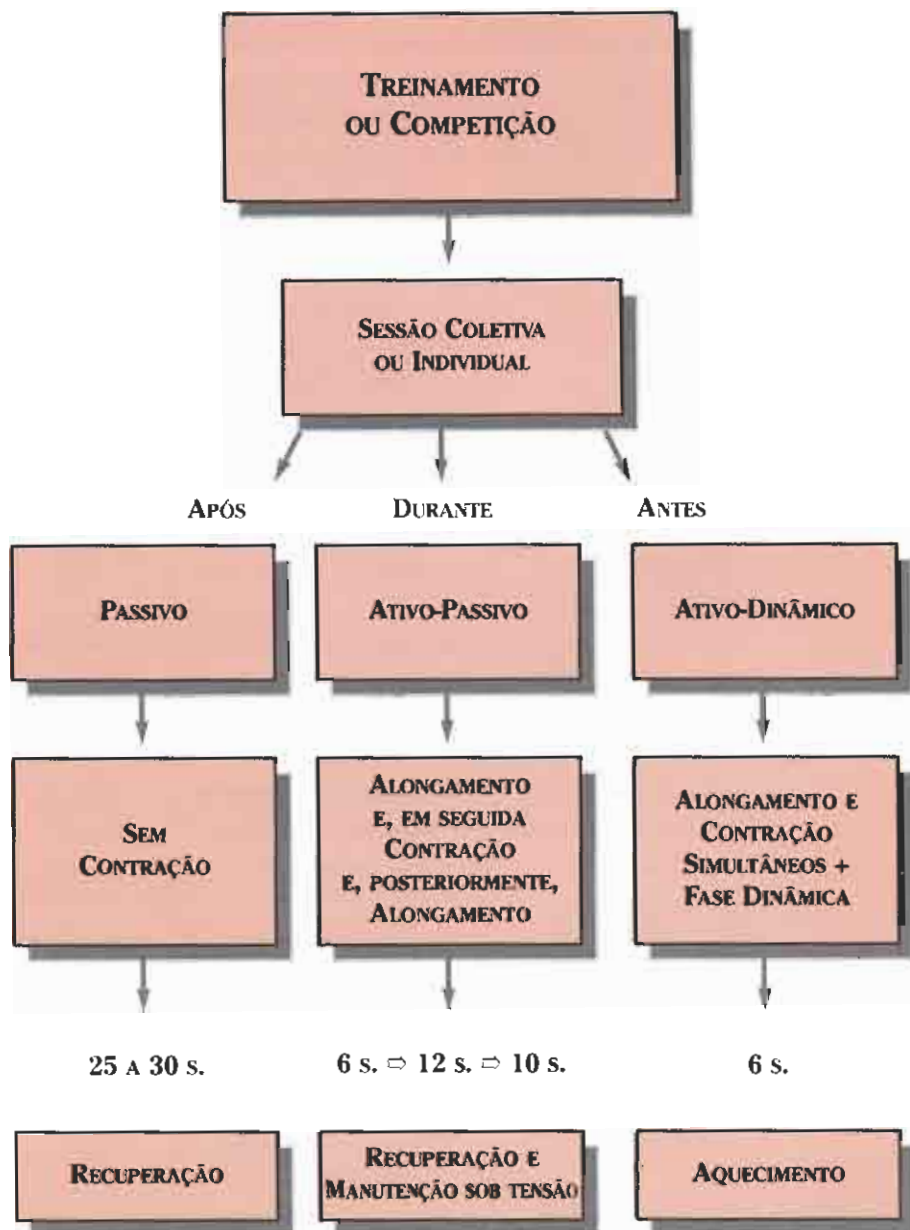 TREINAMENTO
OU COMPETIÇÃO
SESSÃO COLETIVA
OU INDIVIDUAL
APÓS
DURANTE
ANTES
PASSIVO
ATIVO-PASSIVO
ATIVO-DINÂMICO
SEM
CONTRAÇÃO
ALONGAMENTO
E, EM SEGUIDA
CONTRAÇÃO
E, POSTERIORMENTE,
ALONGAMENTO
ALONGAMENTO E
CONTRAÇÃO
SIMULTÂNEOS +
FASE DINÂMICA
25 A 30 S.
6 S. ⇨ 12 S. ⇨ 10 S.
6 S.
RECUPERAÇÃO
RECUPERAÇÃO E
MANUTENÇÃO SOB TENSÃO
AQUECIMENTO